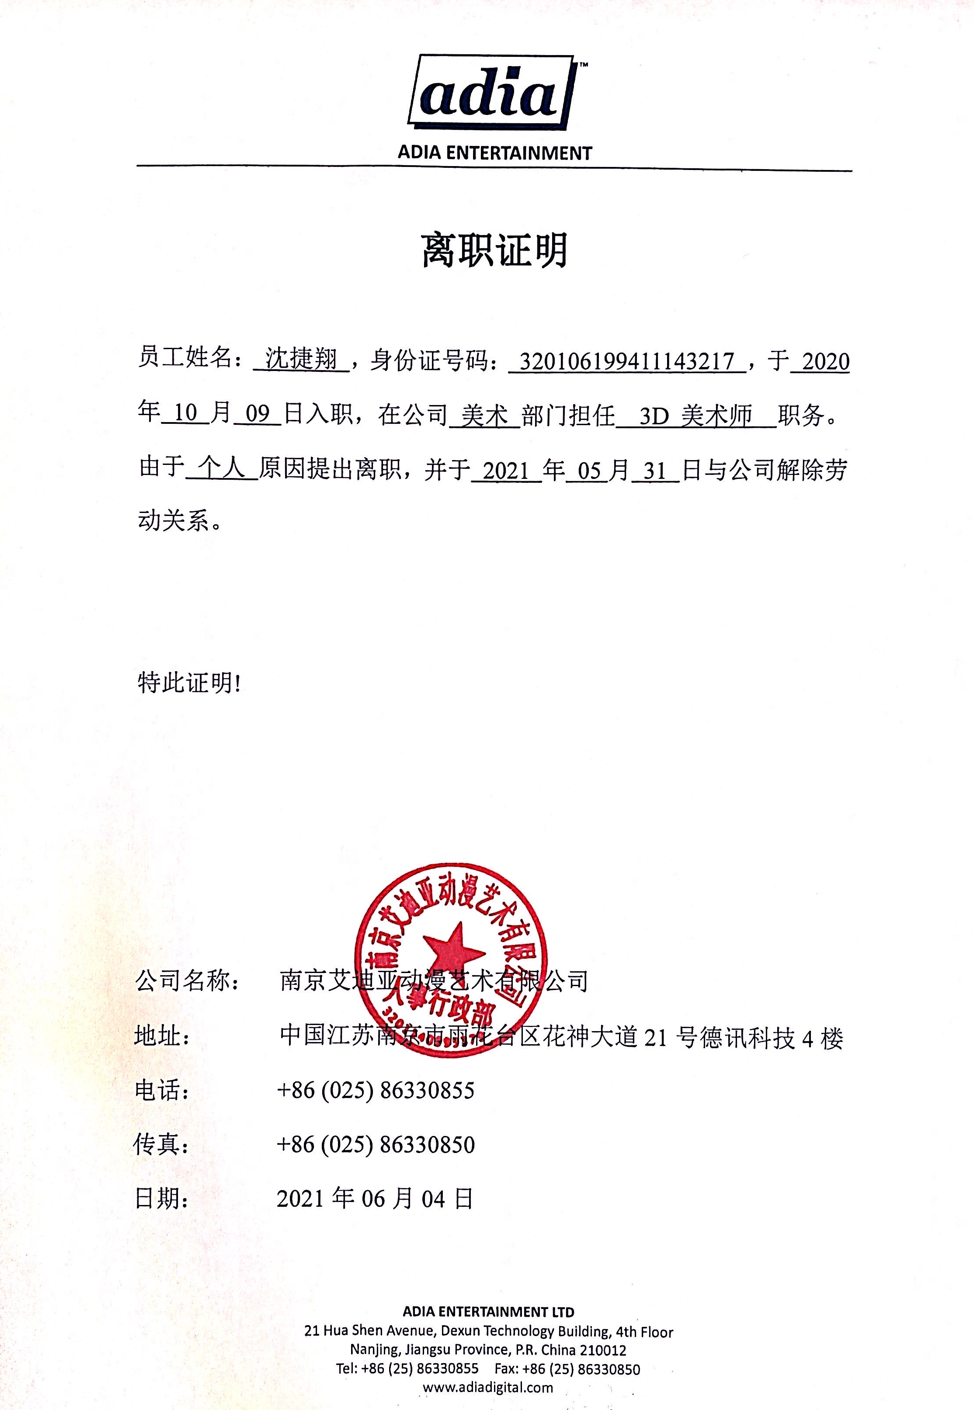 adia™
ADIA ENTERTAINMENT
离职证明
员工姓名： 沈捷翔 ，身份证号码： 320106199411143217 ，于 2020
年 10 月 09 日入职，在公司 美术 部门担任 3D 美术师 职务。
由于 个人 原因提出离职，并于 2021 年 05 月 31 日与公司解除劳
动关系。
特此证明!
南京艾迪亚动漫艺术有限公司
人事行政部
公司名称： 南京艾迪亚动漫艺术有限公司
地址： 中国江苏南京市雨花台区花神大道 21 号德讯科技 4 楼
电话： +86 (025) 86330855
传真： +86 (025) 86330850
日期： 2021 年 06 月 04 日
ADIA ENTERTAINMENT LTD
21 Hua Shen Avenue, Dexun Technology Building, 4th Floor
Nanjing, Jiangsu Province, P.R. China 210012
Tel: +86 (25) 86330855 Fax: +86 (25) 86330850
www.adiadigital.com